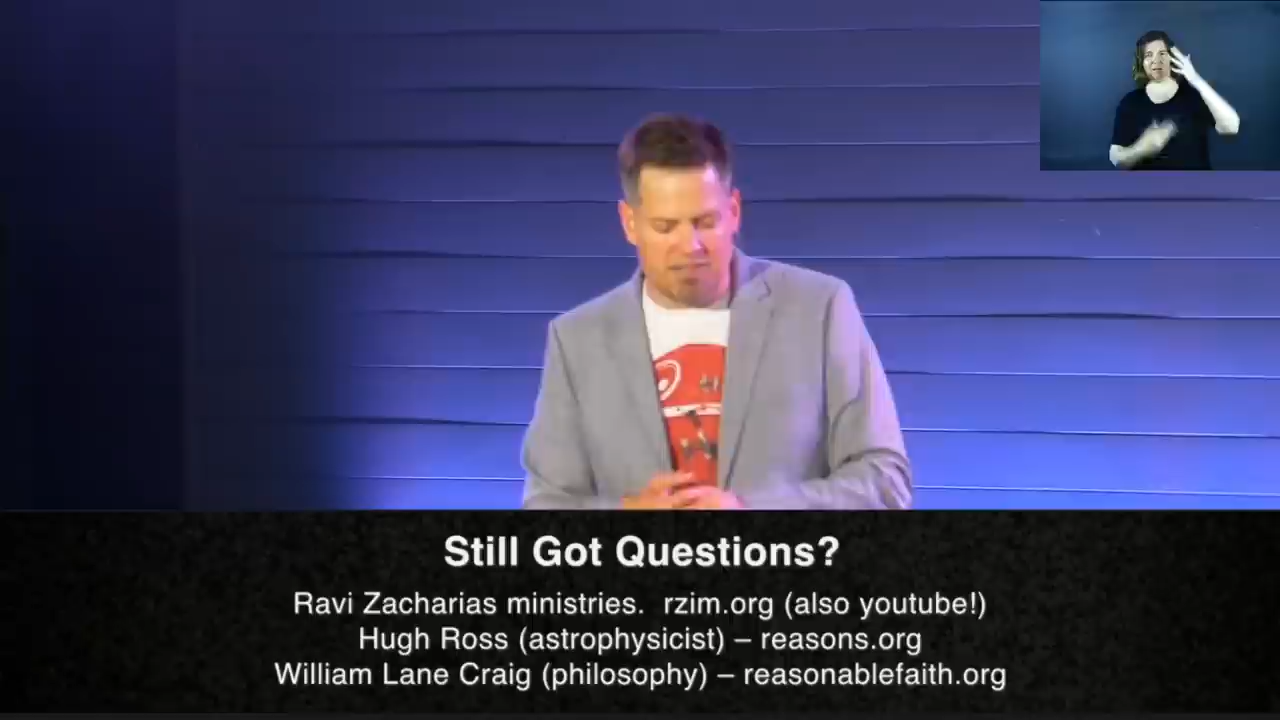 Still Got Questions?
Ravi Zacharias ministries.  rzim.org (also youtube!)
Hugh Ross (astrophysicist) – reasons.org
William Lane Craig (philosophy) – reasonablefaith.org